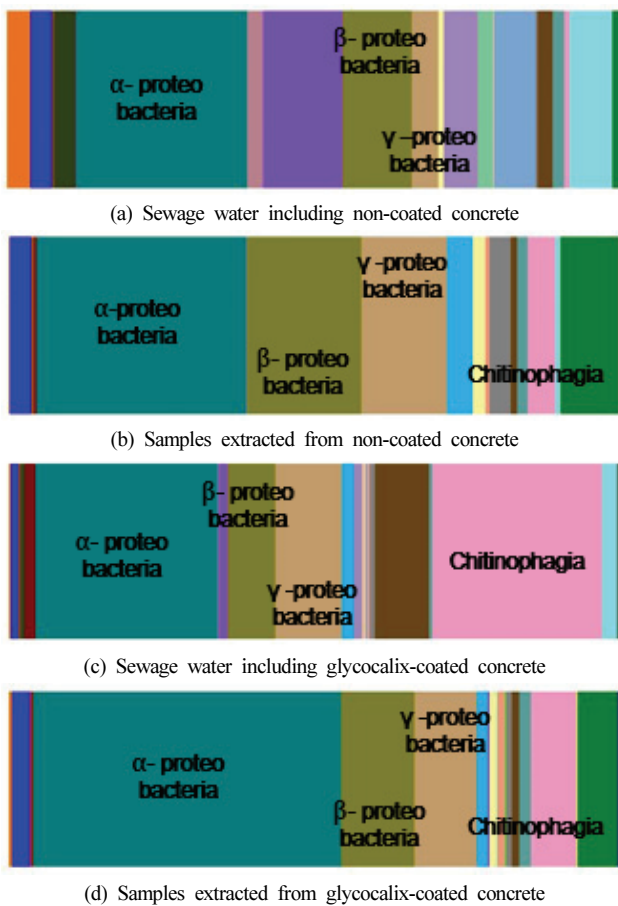 β- proteo
bacteria
α- proteo
bacteria
γ -proteo
bacteria
(a) Sewage water including non-coated concrete
γ -proteo
bacteria
α-proteo
bacteria
β- proteo
bacteria
Chitinophagia
(b) Samples extracted from non-coated concrete
β- proteo
bacteria
α- proteo
bacteria
Chitinophagia
γ -proteo
bacteria
(c) Sewage water including glycocalix-coated concrete
γ -proteo
bacteria
α- proteo
bacteria
β- proteo
bacteria
Chitinophagia
(d) Samples extracted from glycocalix-coated concrete